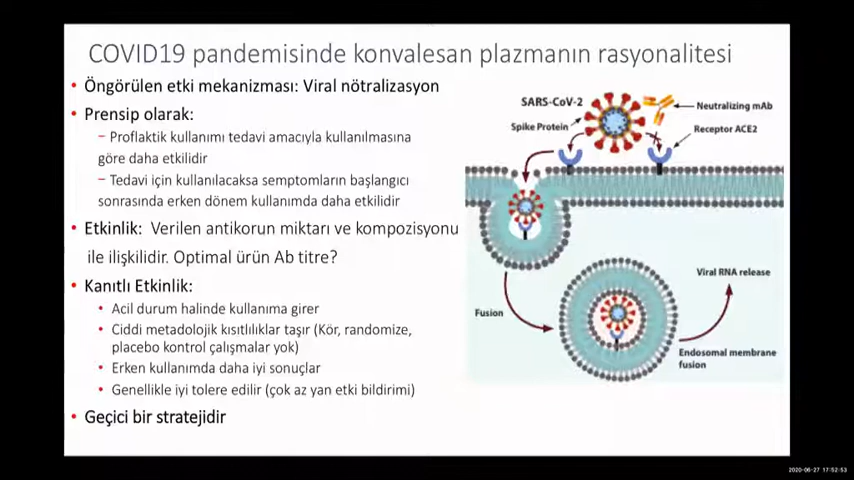 COVID19 pandemisinde konvalesan plazmanın rasyonalitesi
• Öngörülen etki mekanizması: Viral nötralizasyon
• Prensip olarak:
− Proflaktik kullanımı tedavi amacıyla kullanılmasına
göre daha etkilidir
− Tedavi için kullanılacaksa semptomların başlangıcı
sonrasında erken dönem kullanımda daha etkilidir
• Etkinlik: Verilen antikorun miktarı ve kompozisyonu
ile ilişkilidir. Optimal ürün Ab titre?
• Kanıtlı Etkinlik:
• Acil durum halinde kullanıma girer
• Ciddi metadolojik kısıtlılıklar taşır (Kör, randomize,
placebo kontrol çalışmalar yok)
• Erken kullanımda daha iyi sonuçlar
• Genellikle iyi tolere edilir (çok az yan etki bildirimi)
• Geçici bir stratejidir
SARS-CoV-2
Neutralizing mAb
Spike Protein
Receptor ACE2
Viral RNA release
Fusion
Endosomal membrane
fusion
2020-06-27 17:52:53